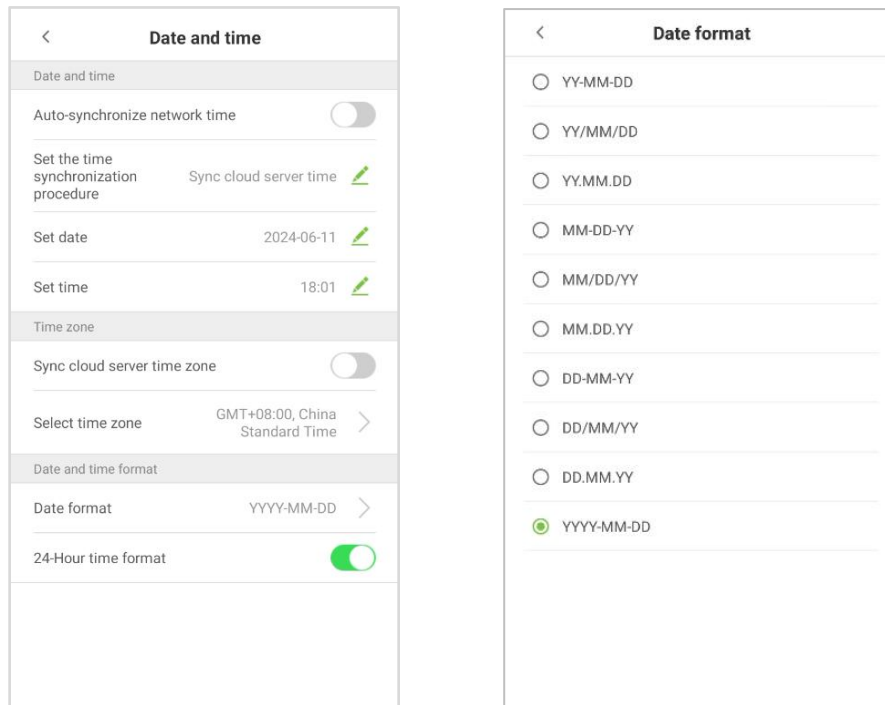 Date and time
Date and time
Auto-synchronize network time
Set the time
synchronization
procedure
Sync cloud server time
Set date
2024-06-11
Set time
18:01
Time zone
Sync cloud server time zone
Select time zone
GMT+08:00, China
Standard Time
Date and time format
Date format
YYYY-MM-DD
24-Hour time format
Date format
YY-MM-DD
YY/MM/DD
YY.MM.DD
MM-DD-YY
MM/DD/YY
MM.DD.YY
DD-MM-YY
DD/MM/YY
DD.MM.YY
YYYY-MM-DD